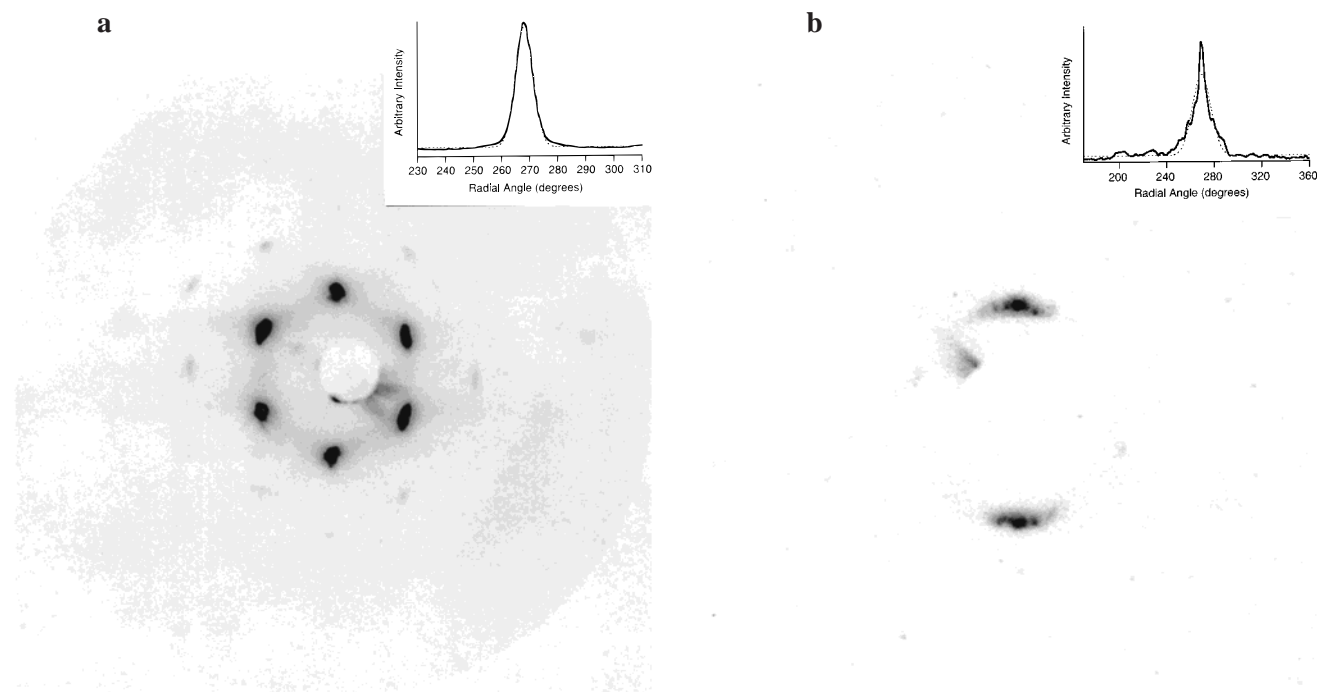 a
b
Arbitrary Intensity
230 240 250 260 270 280 290 300 310
Radial Angle (degrees)
Arbitrary Intensity
200 240 280 320 360
Radial Angle (degrees)